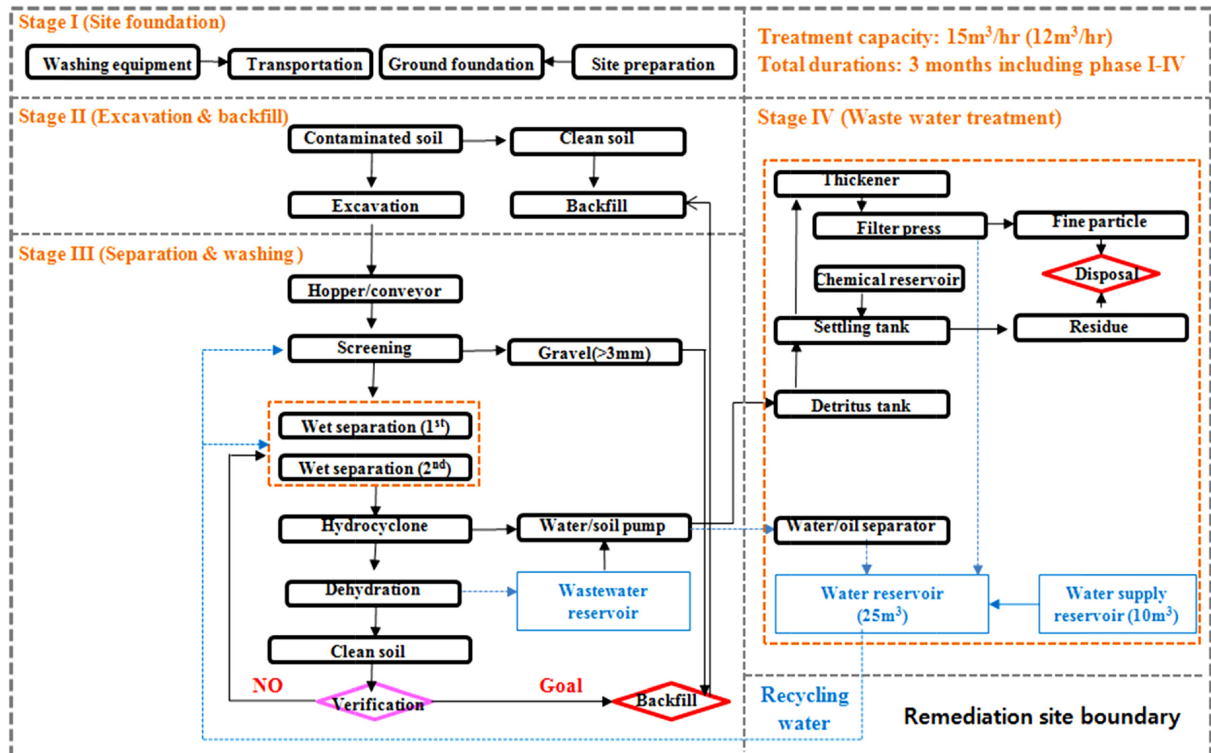 Stage I (Site foundation)
Washing equipment
Transportation
Ground foundation
Site preparation
Treatment capacity: 15m³/hr (12m³/hr)
Total durations: 3 months including phase I-IV
Stage II (Excavation & backfill)
Contaminated soil
Clean soil
Excavation
Backfill
Stage III (Separation & washing)
Hopper/conveyor
Screening
Gravel(>3mm)
Wet separation (1st)
Wet separation (2nd)
Hydrocyclone
Water/soil pump
Dehydration
Wastewater
reservoir
Clean soil
NO
Verification
Goal
Backfill
Stage IV (Waste water treatment)
Thickener
Filter press
Fine particle
Chemical reservoir
Disposal
Settling tank
Residue
Detritus tank
Water/oil separator
Water reservoir
(25m³)
Water supply
reservoir (10m³)
Recycling
water
Remediation site boundary